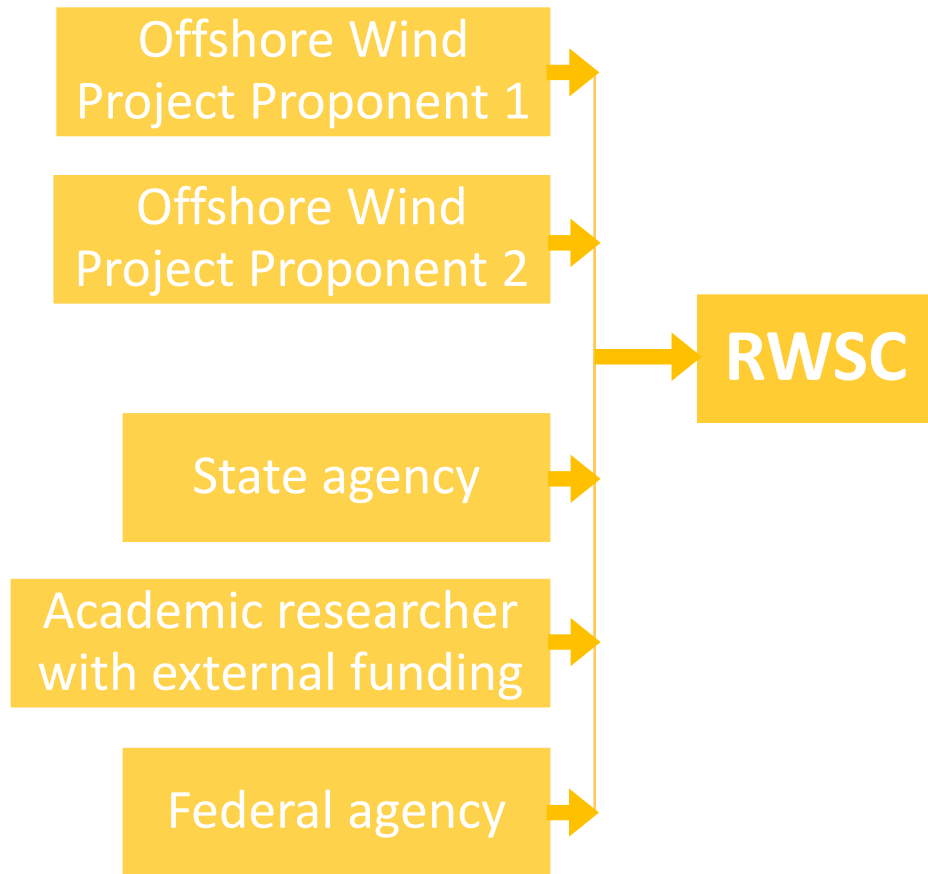 Offshore Wind
Project Proponent 1
Offshore Wind
Project Proponent 2
RWSC
State agency
Academic researcher
with external funding
Federal agency